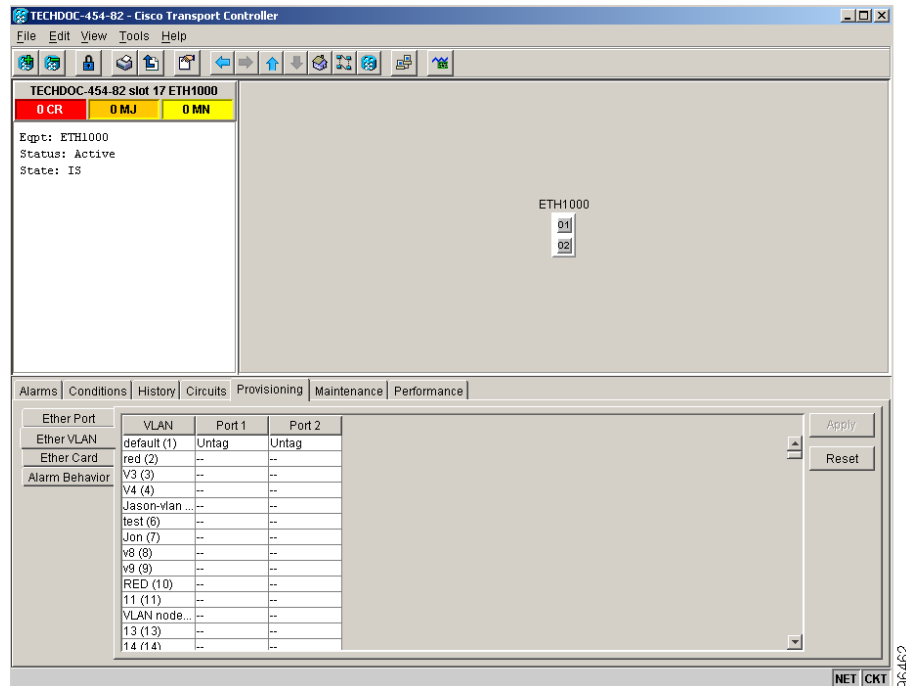 TECHDOC-454-82 - Cisco Transport Controller
File Edit View Tools Help
TECHDOC-454-82 slot 17 ETH1000
0 CR 0 MJ 0 MN
Eqpt: ETH1000
Status: Active
State: IS
ETH1000
01
02
Alarms Conditions History Circuits Provisioning Maintenance Performance
Ether Port
Ether VLAN
Ether Card
Alarm Behavior
VLAN Port 1 Port 2
default (1) Untag Untag
red (2) -- --
V3 (3) -- --
V4 (4) -- --
Jason-vlan ... -- --
test (6) -- --
Jon (7) -- --
v8 (8) -- --
v9 (9) -- --
RED (10) -- --
11 (11) -- --
VLAN node... -- --
13 (13) -- --
14 (14) -- --
Apply
Reset
NET CKT
96462